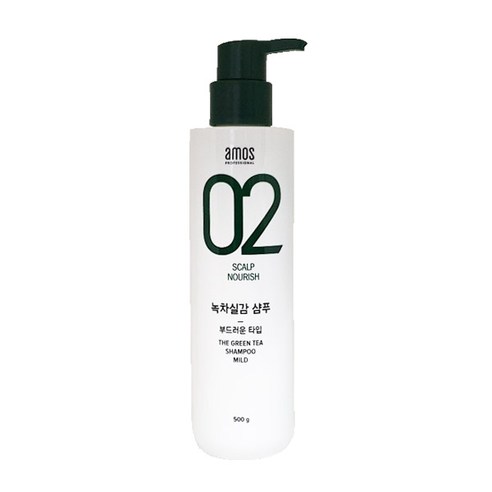 amos
PROFESSIONAL
02
SCALP
NOURISH
녹차실감 샴푸
부드러운 타입
THE GREEN TEA
SHAMPOO
MILD
500 g